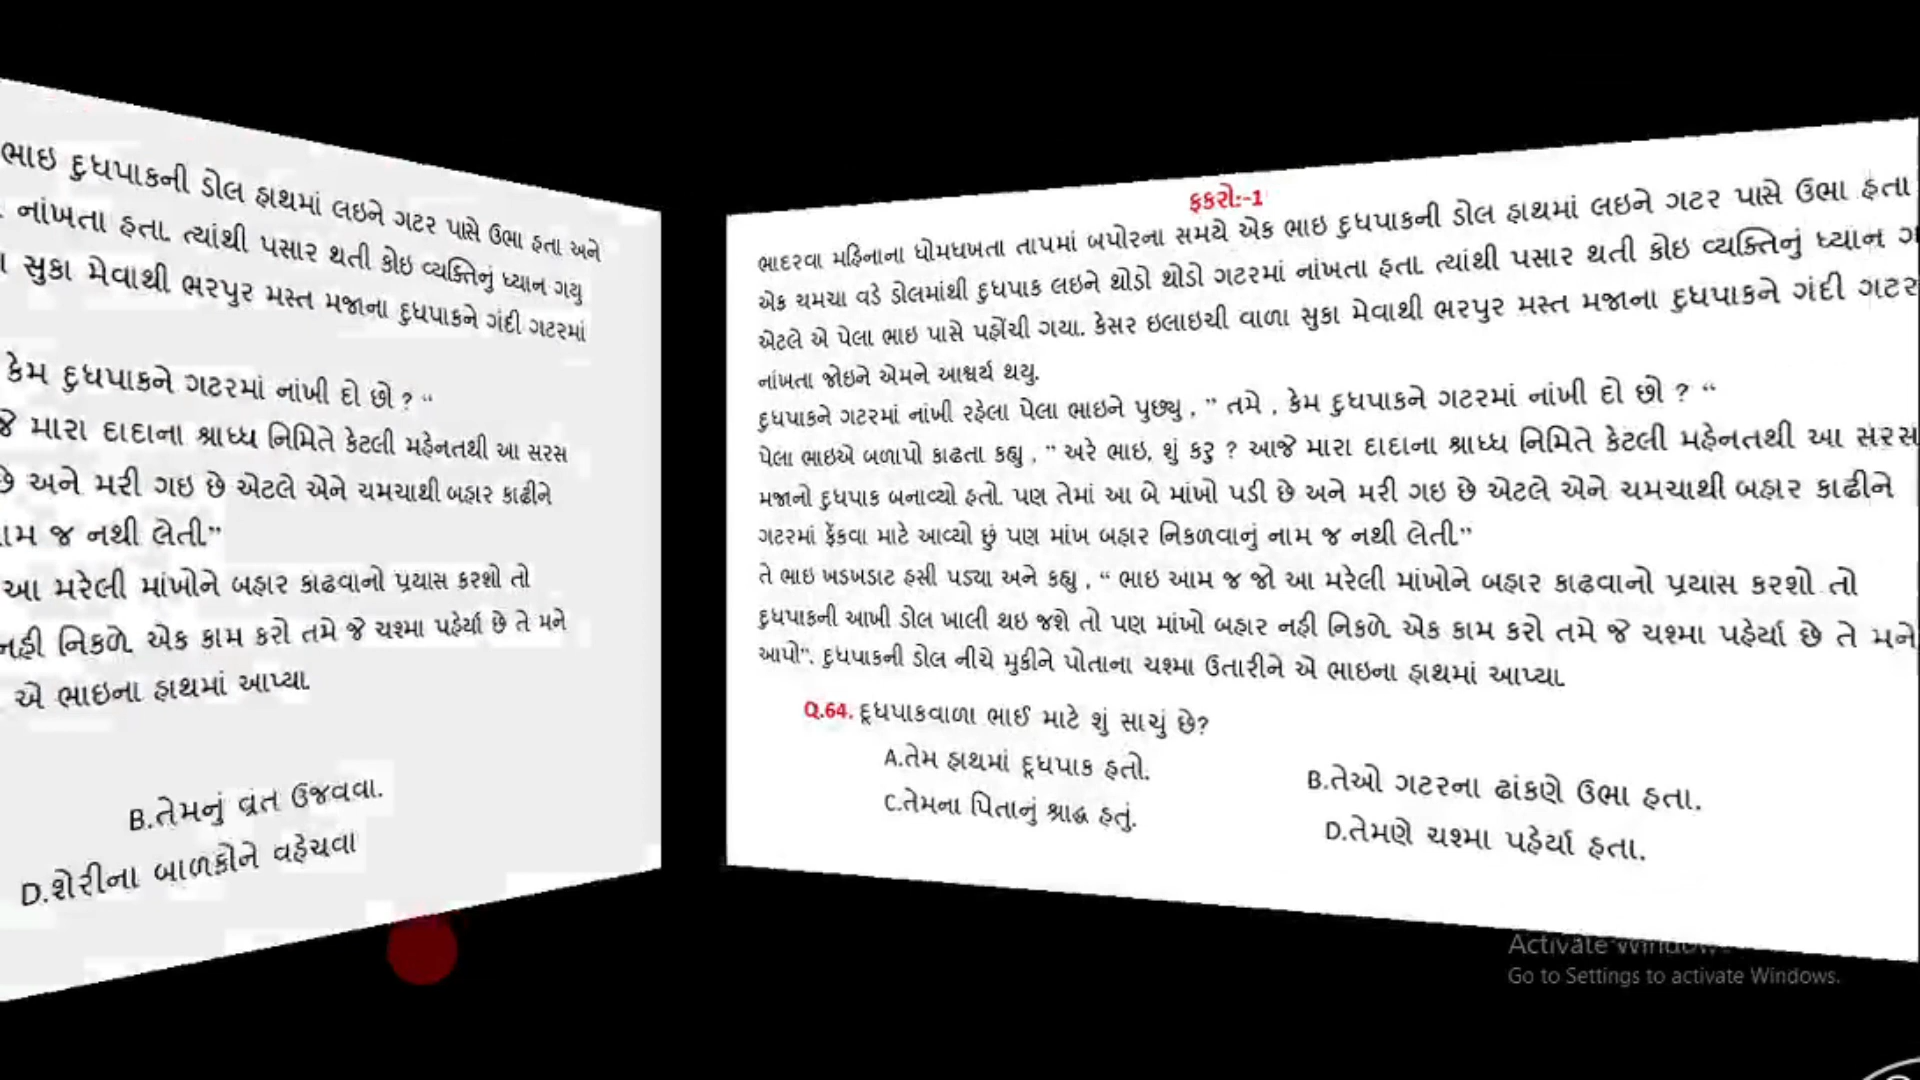 ભાઇ દુધપાકની ડોલ હાથમાં લઇને ગટર પાસે ઉભા હતા અને
નાંખતા હતા. ત્યાંથી પસાર થતી કોઇ વ્યક્તિનું ધ્યાન ગયુ
સુકા મેવાથી ભરપુર મસ્ત મજાના દુધપાકને ગંદી ગટરમાં
કેમ દુધપાકને ગટરમાં નાંખી દો છો ? “
જે મારા દાદાના શ્રાધ્ધ નિમિતે કેટલી મહેનતથી આ સરસ
છે અને મરી ગઇ છે એટલે એને ચમચાથી બહાર કાઢીને
જ નથી લેતી.”
આ મરેલી માંખોને બહાર કાઢવાનો પ્રયાસ કરશો તો
નહી નિકળે. એક કામ કરો તમે જે ચશ્મા પહેર્યા છે તે મને
એ ભાઇના હાથમાં આપ્યા.
B.તેમનું વ્રંત ઉજવવા.
D.શેરીના બાળકોને વહેચવા
ફકરો:-1
ભાદરવા મહિનાના ધોમધખતા તાપમાં બપોરના સમયે એક ભાઇ દુધપાકની ડોલ હાથમાં લઇને ગટર પાસે ઉભા હતા
એક ચમચા વડે ડોલમાંથી દુધપાક લઇને થોડો થોડો ગટરમાં નાંખતા હતા. ત્યાંથી પસાર થતી કોઇ વ્યક્તિનું ધ્યાન
એટલે એ પેલા ભાઇ પાસે પહોંચી ગયા. કેસર ઇલાઇચી વાળા સુકા મેવાથી ભરપુર મસ્ત મજાના દુધપાકને ગંદી ગટર
નાંખતા જોઇને એમને આશ્વર્ય થયુ.
દુધપાકને ગટરમાં નાંખી રહેલા પેલા ભાઇને પુછ્યુ , ” તમે , કેમ દુધપાકને ગટરમાં નાંખી દો છો ? “
પેલા ભાઇએ બળાપો કાઢતા કહ્યુ , ” અરે ભાઇ, શું કરુ ? આજે મારા દાદાના શ્રાધ્ધ નિમિતે કેટલી મહેનતથી આ સરસ
મજાનો દુધપાક બનાવ્યો હતો. પણ તેમાં આ બે માંખો પડી છે અને મરી ગઇ છે એટલે એને ચમચાથી બહાર કાઢીને
ગટરમાં ફેંકવા માટે આવ્યો છું પણ માંખ બહાર નિકળવાનું નામ જ નથી લેતી.”
તે ભાઇ ખડખડાટ હસી પડ્યા અને કહ્યુ , “ ભાઇ આમ જ જો આ મરેલી માંખોને બહાર કાઢવાનો પ્રયાસ કરશો તો
દુધપાકની આખી ડોલ ખાલી થઇ જશે તો પણ માંખો બહાર નહી નિકળે. એક કામ કરો તમે જે ચશ્મા પહેર્યા છે તે મને
આપો”. દુધપાકની ડોલ નીચે મુકીને પોતાના ચશ્મા ઉતારીને એ ભાઇના હાથમાં આપ્યા.
Q.64. દૂધપાકવાળા ભાઈ માટે શું સાચું છે?
A.તેમ હાથમાં દૂધપાક હતો.
B.તેઓ ગટરના ઢાંકણે ઉભા હતા.
C.તેમના પિતાનું શ્રાદ્ધ હતું.
D.તેમણે ચશ્મા પહેર્યા હતા.
Activate Windows
Go to Settings to activate Windows.